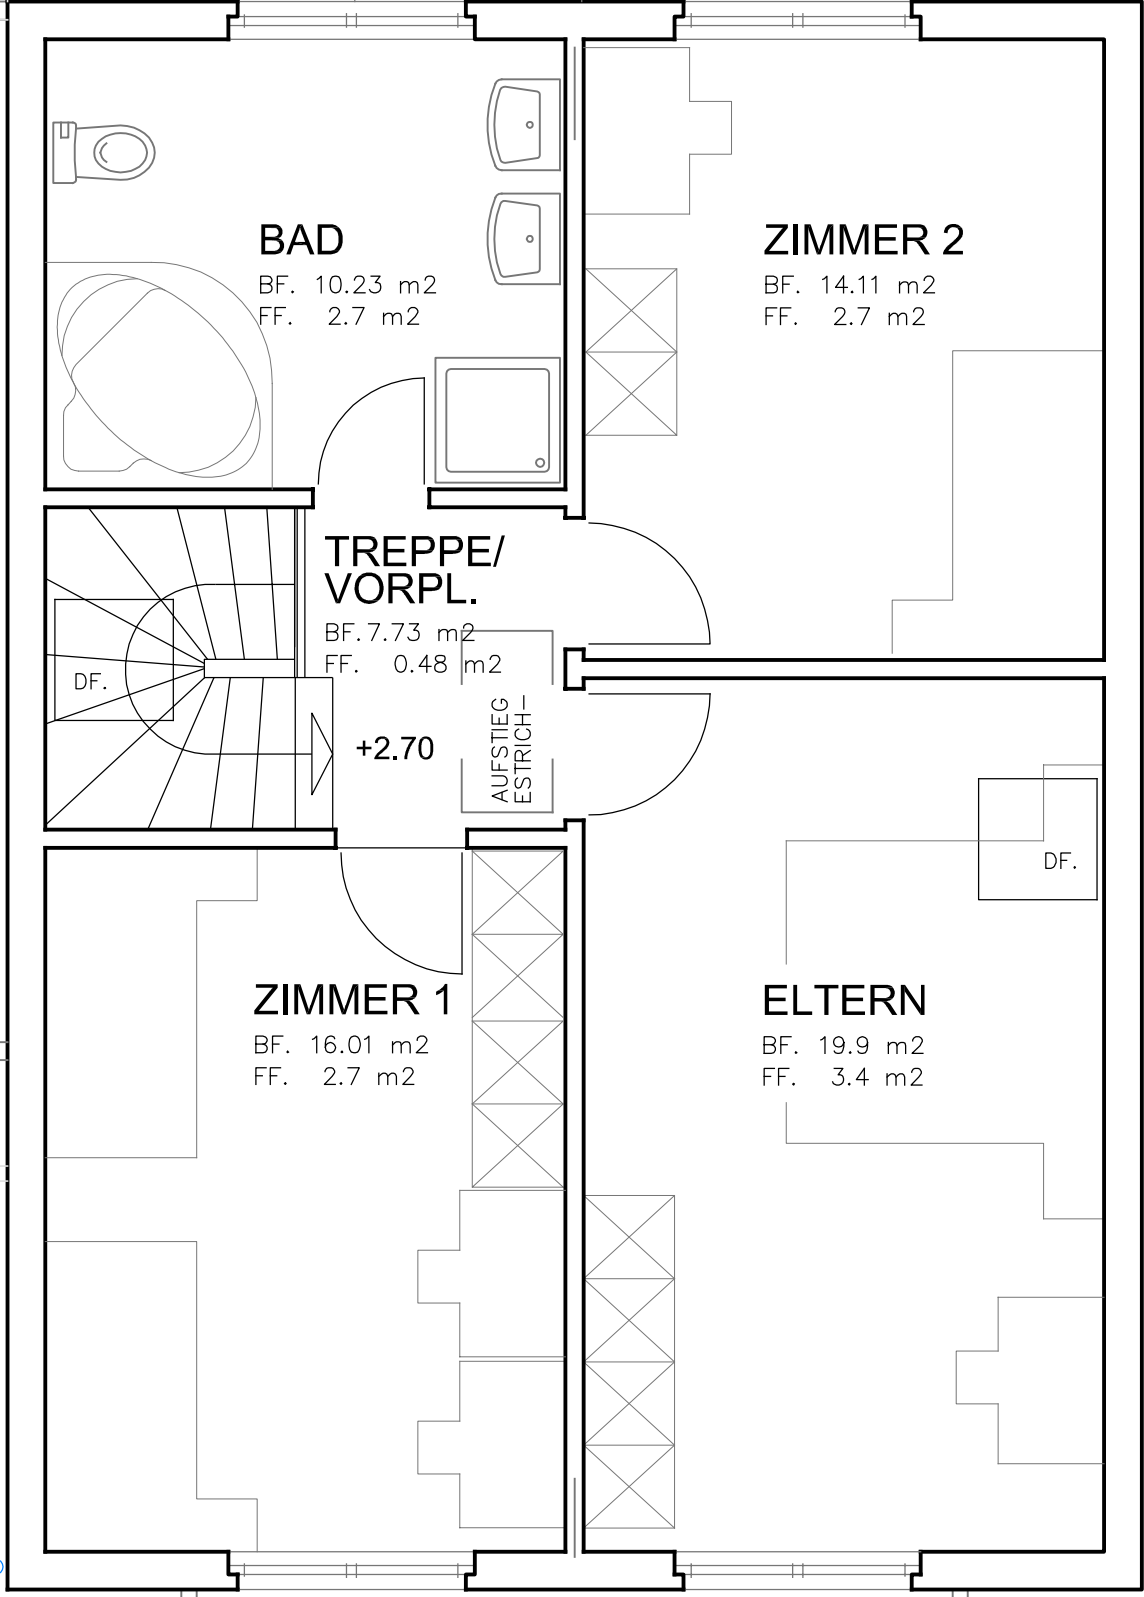 BAD
BF. 10.23 m2
FF. 2.7 m2
ZIMMER 2
BF. 14.11 m2
FF. 2.7 m2
TREPPE/
VORPL.
BF. 7.73 m2
FF. 0.48 m2
DF.
+2.70
AUFSTIEG
ESTRICH-
DF.
ZIMMER 1
BF. 16.01 m2
FF. 2.7 m2
ELTERN
BF. 19.9 m2
FF. 3.4 m2